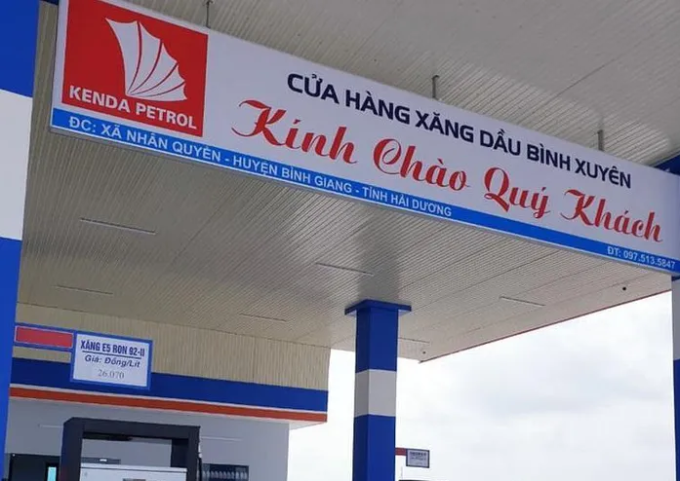 KENDA PETROL
CỬA HÀNG XĂNG DẦU BÌNH XUYÊN
Kính Chào Quý Khách
ĐC: XÃ NHÂN QUYỀN - HUYỆN BÌNH GIANG - TỈNH HẢI DƯƠNG
ĐT: 097.513.5847
XĂNG E5 RON 92-II
Giá: Đồng/Lít
26.070